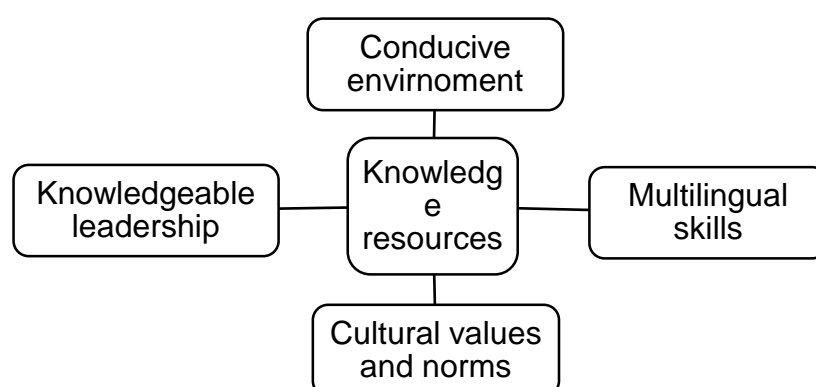 Conducive
envirnoment
Knowledgeable
leadership
Knowledg
e
resources
Multilingual
skills
Cultural values
and norms